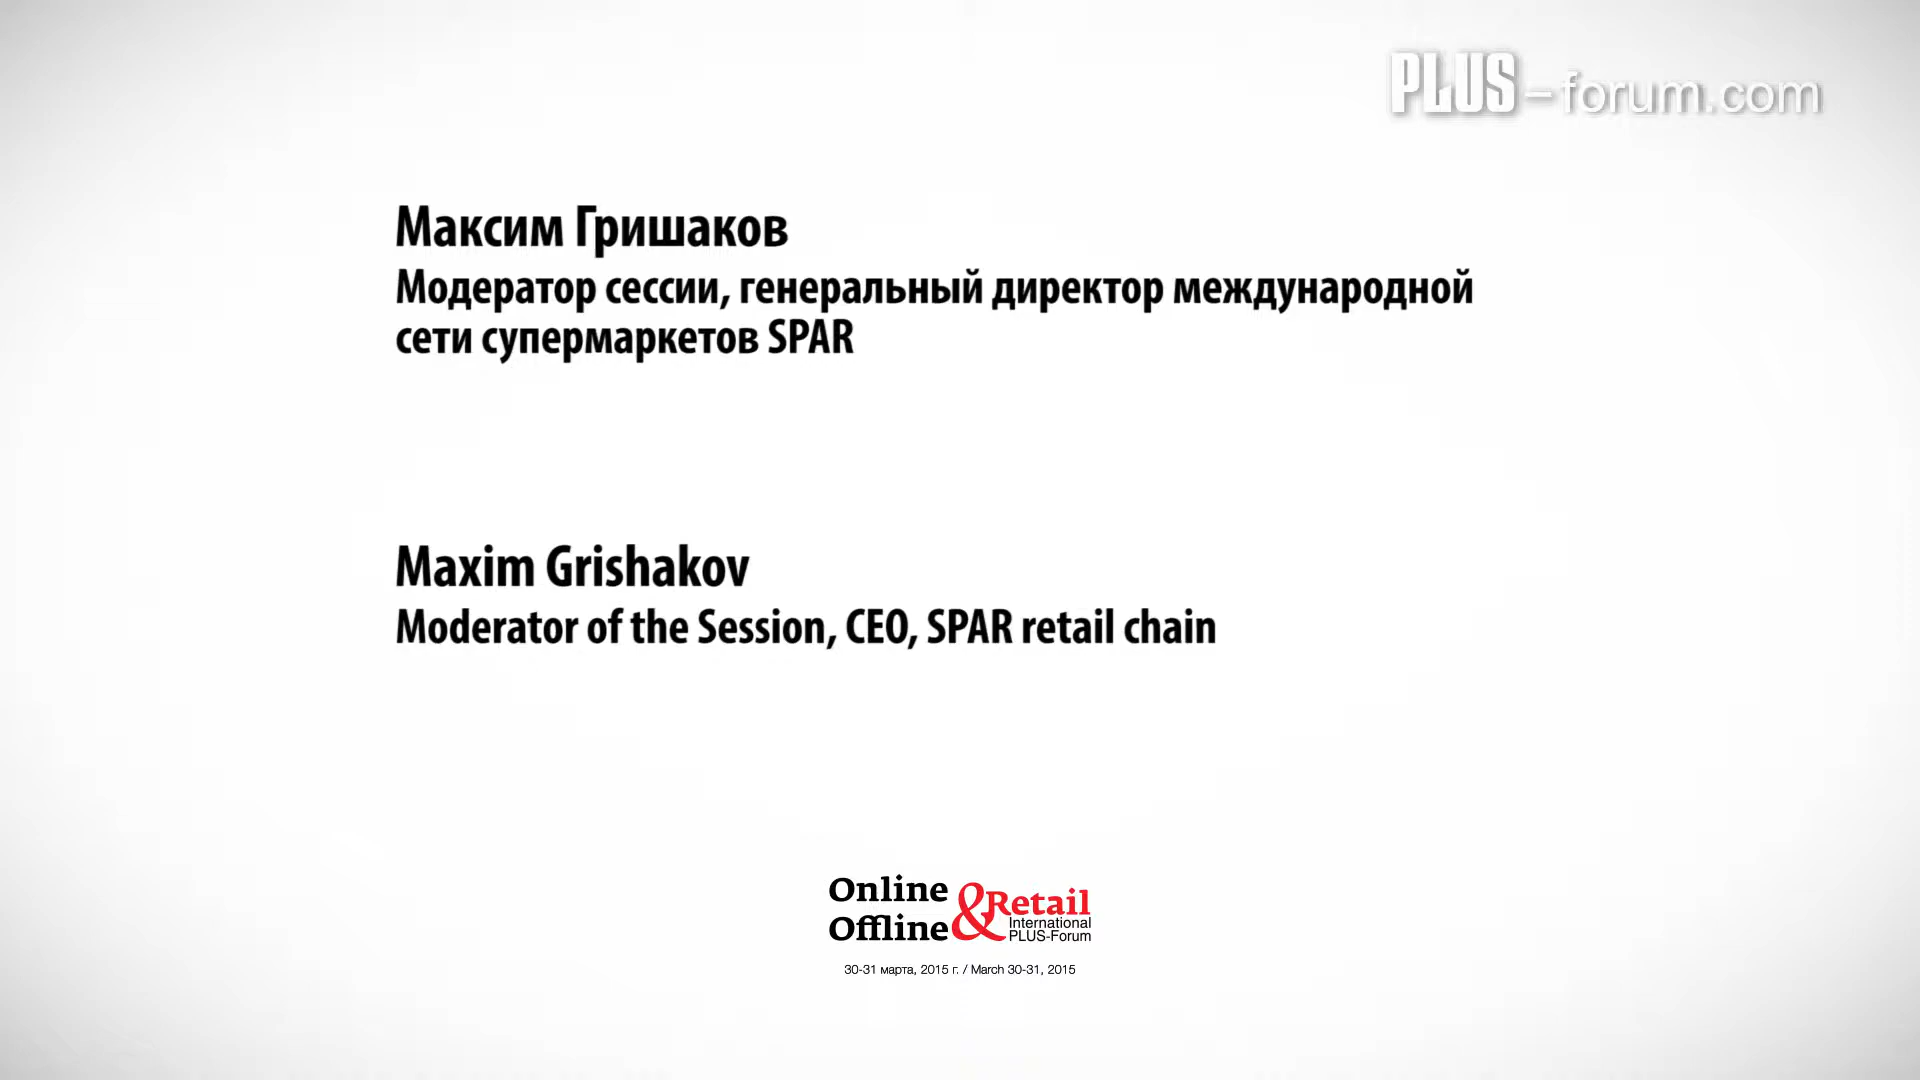 PLUS-forum.com
Максим Гришаков
Модератор сессии, генеральный директор международной
сети супермаркетов SPAR
Maxim Grishakov
Moderator of the Session, CEO, SPAR retail chain
Online
Offline
&Retail
International
PLUS-Forum
30-31 марта, 2015 г. / March 30-31, 2015